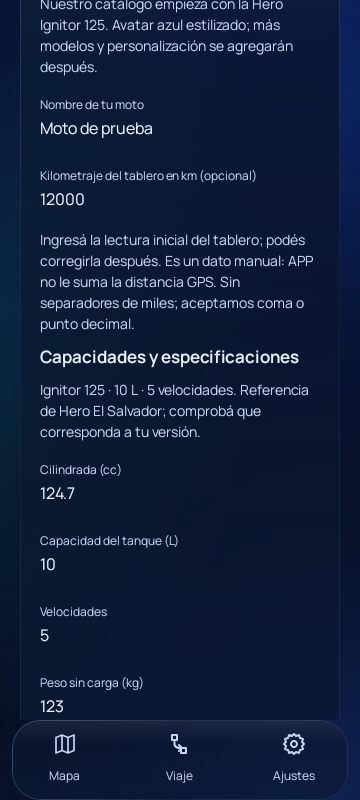 Nuestro catálogo empieza con la Hero
Ignitor 125. Avatar azul estilizado; más
modelos y personalización se agregarán
después.
Nombre de tu moto
Moto de prueba
Kilometraje del tablero en km (opcional)
12000
Ingresá la lectura inicial del tablero; podés
corregirla después. Es un dato manual: APP
no le suma la distancia GPS. Sin
separadores de miles; aceptamos coma o
punto decimal.
Capacidades y especificaciones
Ignitor 125 · 10 L · 5 velocidades. Referencia
de Hero El Salvador; comprobá que
corresponda a tu versión.
Cilindrada (cc)
124.7
Capacidad del tanque (L)
10
Velocidades
5
Peso sin carga (kg)
123
Mapa
Viaje
Ajustes